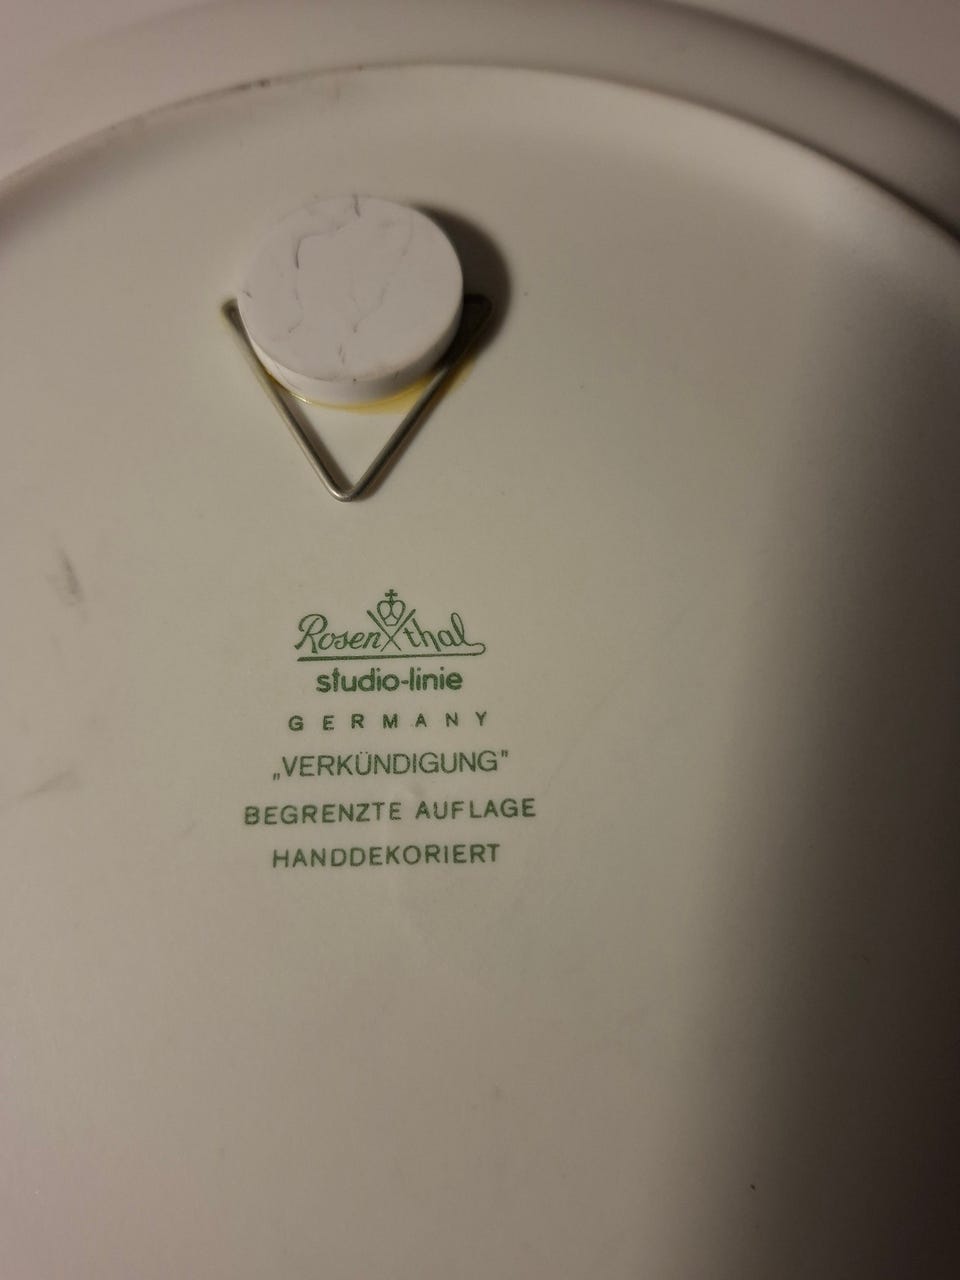 Rosenthal
studio-linie
GERMANY
„VERKÜNDIGUNG"
BEGRENZTE AUFLAGE
HANDDEKORIERT